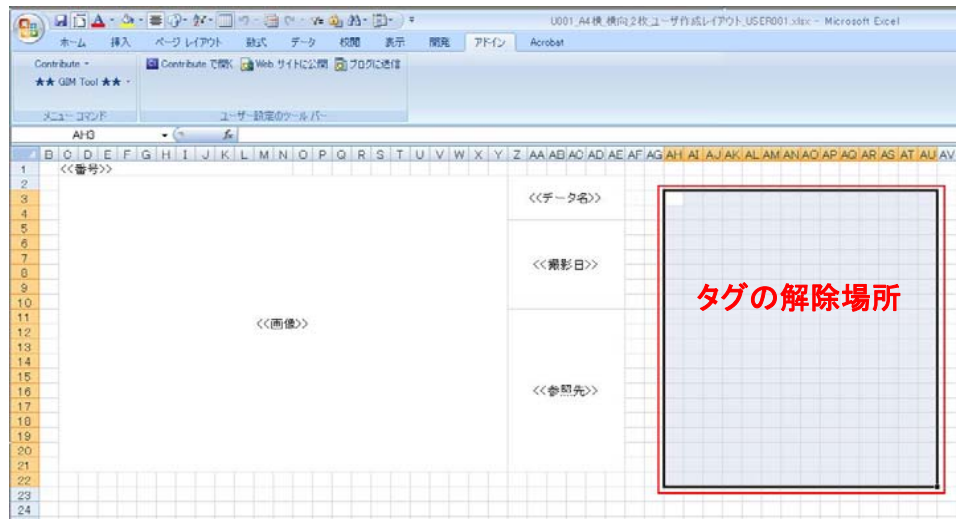 U001_A4横_横向2枚_ユーザ作成レイアウト_USER001.xlsx - Microsoft Excel
ホーム 挿入 ページ レイアウト 数式 データ 校閲 表示 開発 アドイン Acrobat
Contribute Contribute で開く Web サイトに公開 ブログに送信
★★ GIM Tool ★★
メニュー コマンド ユーザー設定のツール バー
AH3 fx
B C D E F G H I J K L M N O P Q R S T U V W X Y Z AA AB AC AD AE AF AG AH AI AJ AK AL AM AN AO AP AQ AR AS AT AU AV
1 <<番号>>
2
3 <<データ名>>
4
5
6
7 <<撮影日>>
8
9
10 タグの解除場所
11 <<画像>>
12
13
14
15
16 <<参照先>>
17
18
19
20
21
22
23
24